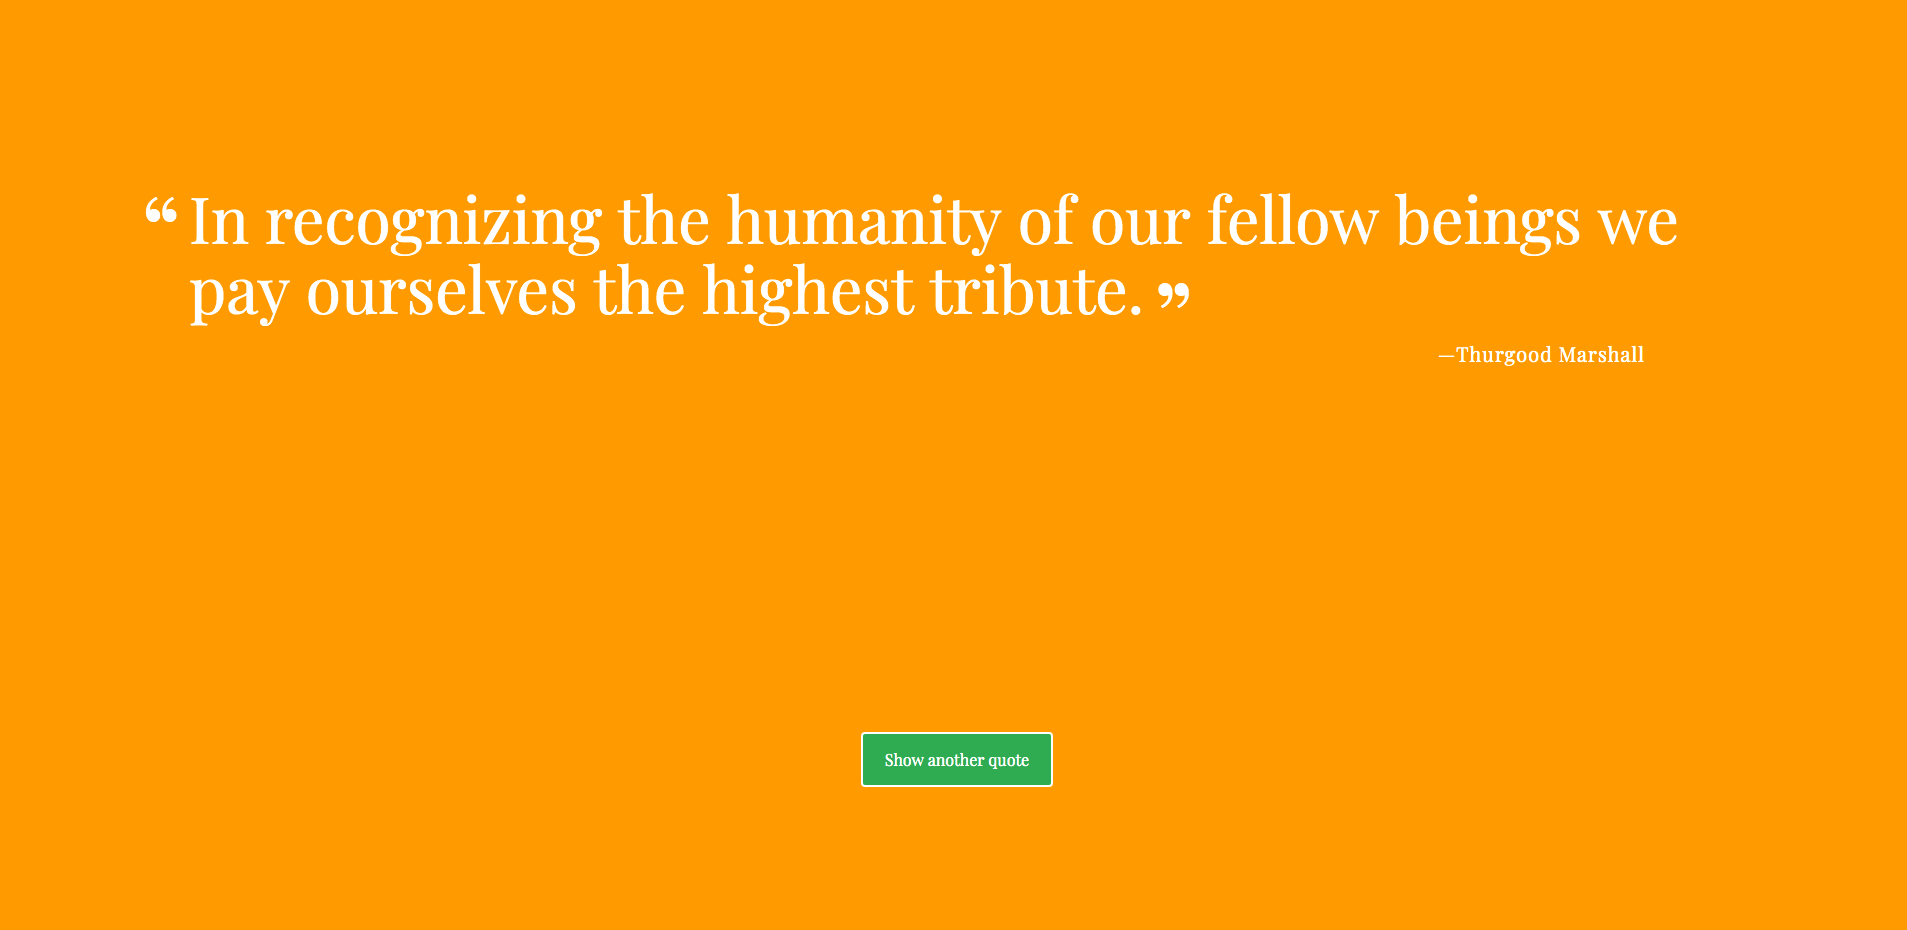 “In recognizing the humanity of our fellow beings we
pay ourselves the highest tribute.”
—Thurgood Marshall
Show another quote